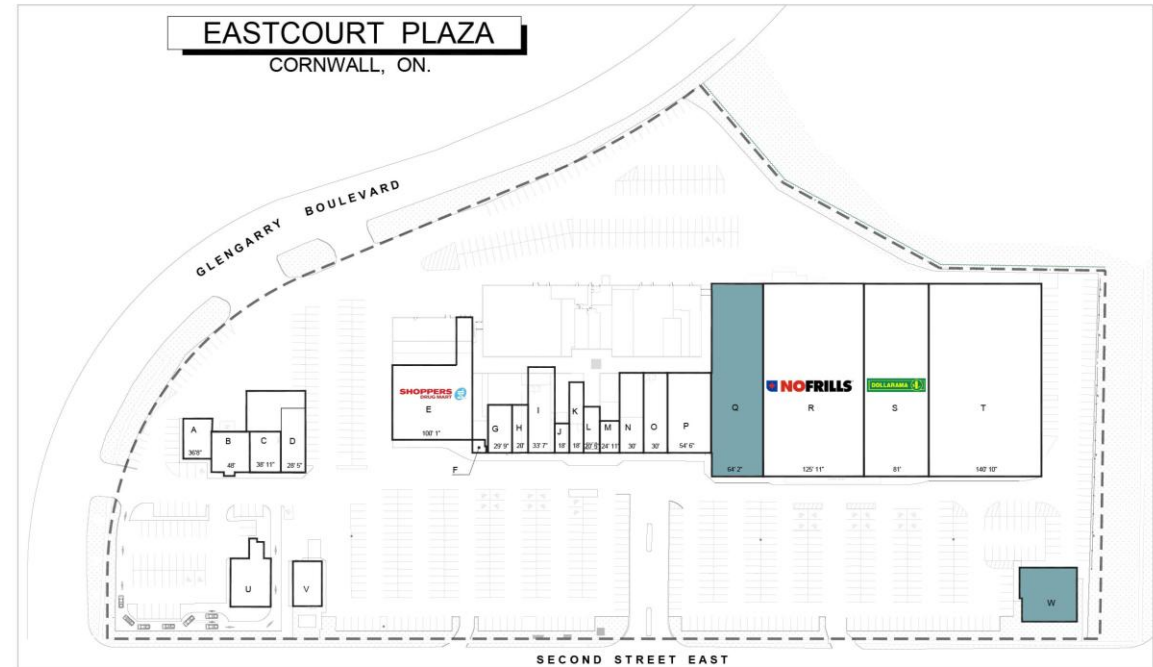 EASTCOURT PLAZA
CORNWALL, ON.
GLENGARRY BOULEVARD
SHOPPERS
DRUG MART
E
100' 1"
F
A
36'8"
B
48'
C
38' 11"
D
28' 5"
G
29' 9"
H
20'
I
33' 7"
J
18'
K
18'
L
20' 5"
M
24' 11"
N
30'
O
30'
P
54' 6"
Q
64' 2"
NOFRILLS
R
125' 11"
DOLLARAMA
S
81'
T
140' 10"
U
V
W
SECOND STREET EAST